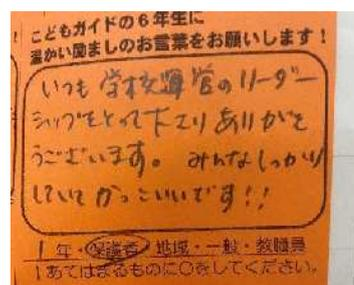 こどもガイドの6年生に
温かい励ましのお言葉をお願いします！
いつも学校運営のリーダー
シップをとって下さりありがと
うございます。みんなしっかり
していてかっこいいです!!
1年・保護者・地域・一般・教職員
↑あてはまるものに○をしてください。